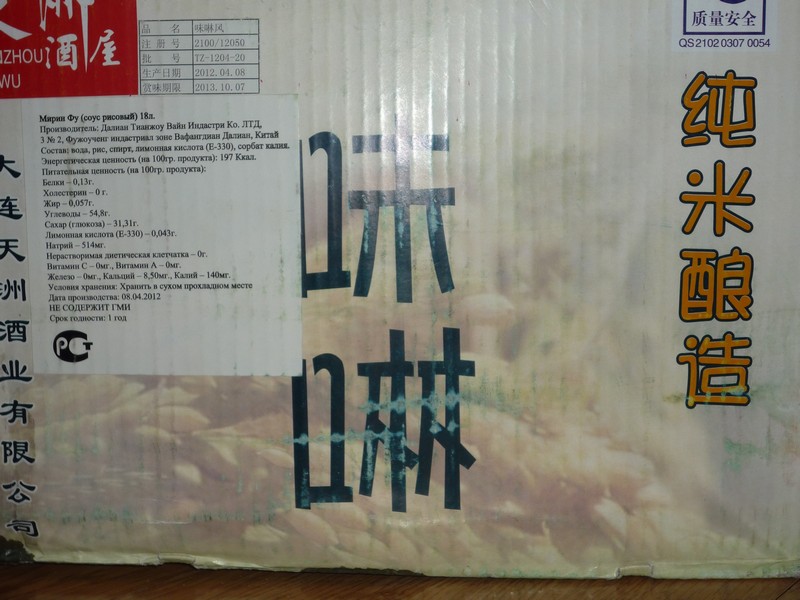 洲
ZHOU 酒屋
WU
品 名 味啉风
注 册 号 2100/12050
批 号 TZ-1204-20
生产日期 2012.04.08
赏味期限 2013.10.07
质量安全
QS2102 0307 0054
Мирин Фу (соус рисовый) 18л.
Производитель: Далиан Тианжоу Вайн Индастри Ко. ЛТД,
3 № 2, Фужоученг индастриал зоне Вафангдиан Далиан, Китай
Состав: вода, рис, спирт, лимонная кислота (Е-330), сорбат калия.
Энергетическая ценность (на 100гр. продукта): 197 Ккал.
Питательная ценность (на 100гр. продукта):
Белки – 0,13г.
Холестерин – 0 г.
Жир – 0,057г.
Углеводы – 54,8г.
Сахар (глюкоза) – 31,31г.
Лимонная кислота (Е-330) – 0,043г.
Натрий – 514мг.
Нерастворимая диетическая клетчатка – 0г.
Витамин С – 0мг., Витамин А – 0мг.
Железо – 0мг., Кальций – 8,50мг., Калий – 140мг.
Условия хранения: Хранить в сухом прохладном месте
Дата производства: 08.04.2012
НЕ СОДЕРЖИТ ГМИ
Срок годности: 1 год
РСТ
大连天洲酒业有限公司
味啉
纯米酿造